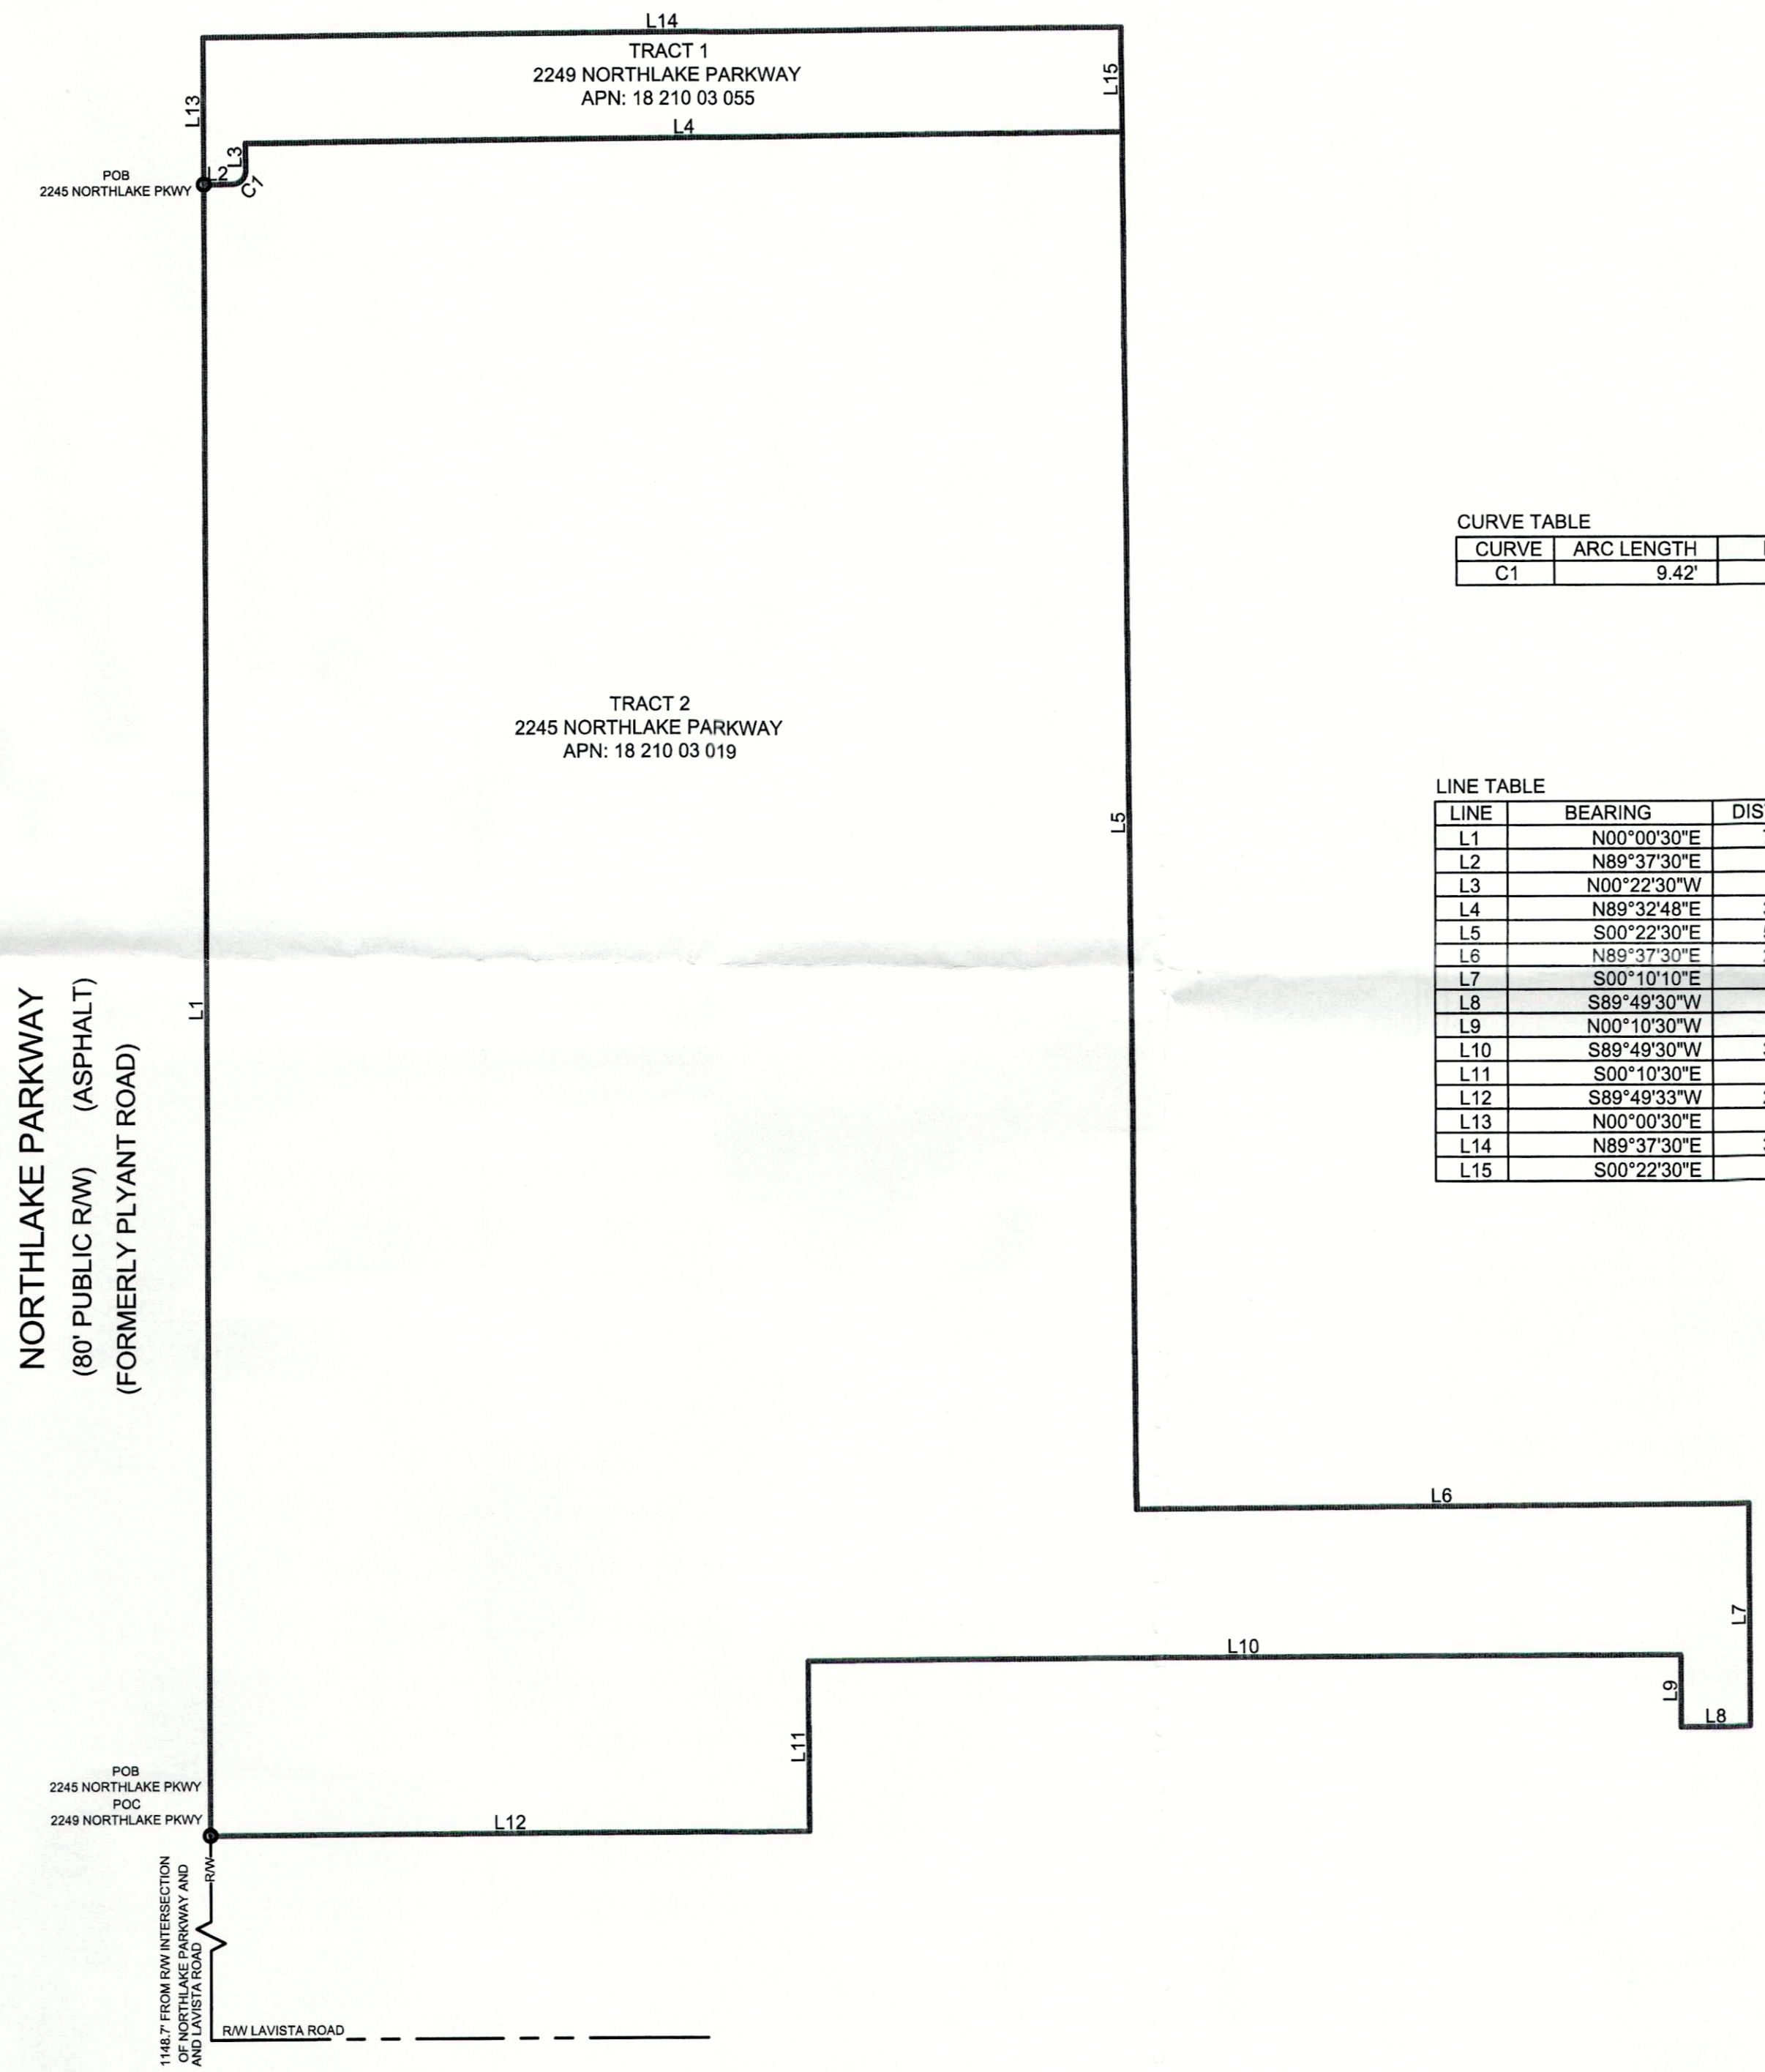 L14
TRACT 1
2249 NORTHLAKE PARKWAY
APN: 18 210 03 055
L13
L15
L4
L3
L2
C1
POB
2245 NORTHLAKE PKWY
CURVE TABLE
CURVE ARC LENGTH
C1 9.42'
TRACT 2
2245 NORTHLAKE PARKWAY
APN: 18 210 03 019
L5
LINE TABLE
LINE BEARING DIS
L1 N00°00'30"E
L2 N89°37'30"E
L3 N00°22'30"W
L4 N89°32'48"E
L5 S00°22'30"E
L6 N89°37'30"E
L7 S00°10'10"E
L8 S89°49'30"W
L9 N00°10'30"W
L10 S89°49'30"W
L11 S00°10'30"E
L12 S89°49'33"W
L13 N00°00'30"E
L14 N89°37'30"E
L15 S00°22'30"E
L1
NORTHLAKE PARKWAY
(80' PUBLIC R/W) (ASPHALT)
(FORMERLY PLYANT ROAD)
L6
L7
L10
L9
L8
L11
POB
2245 NORTHLAKE PKWY
POC
2249 NORTHLAKE PKWY
L12
R/W
1148.7' FROM R/W INTERSECTION
OF NORTHLAKE PARKWAY AND
AND LAVISTA ROAD
R/W LAVISTA ROAD